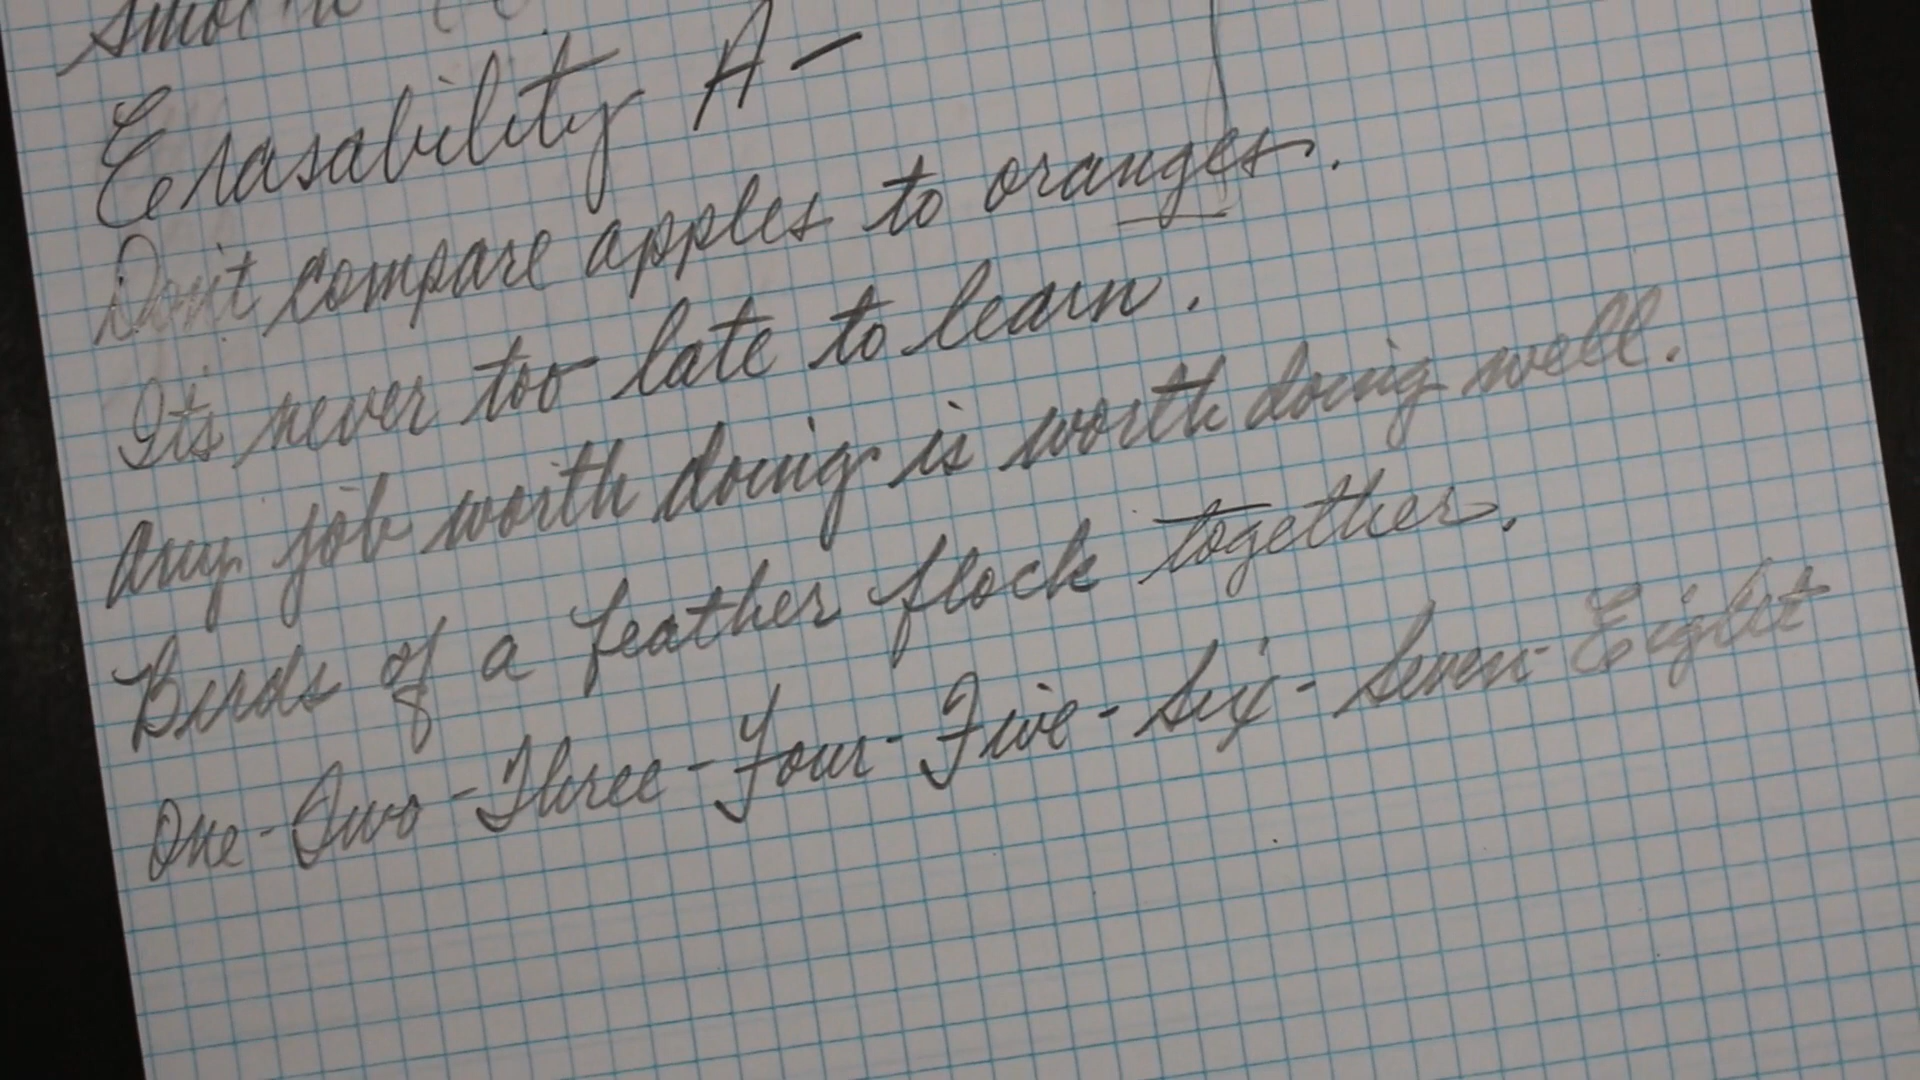 Erasability A-
Don't compare apples to oranges.
It's never too late to learn.
Any job worth doing is worth doing well.
Birds of a feather flock together.
One-Two-Three-Four-Five-Six-Seven-Eight